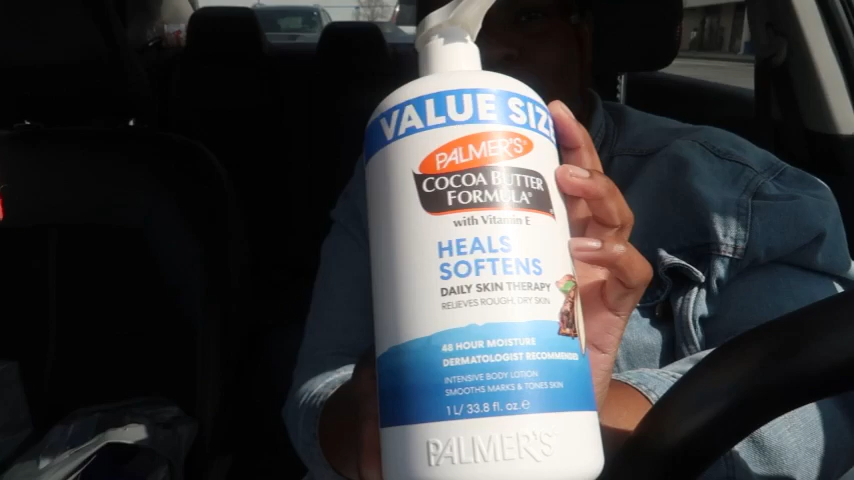 VALUE SIZE
PALMER'S®
COCOA BUTTER
FORMULA®
with Vitamin E
HEALS
SOFTENS
DAILY SKIN THERAPY
RELIEVES ROUGH, DRY SKIN
48 HOUR MOISTURE
DERMATOLOGIST RECOMMENDED
INTENSIVE BODY LOTION
SMOOTHS MARKS & TONES SKIN
1 L/ 33.8 fl. oz. e
PALMER'S